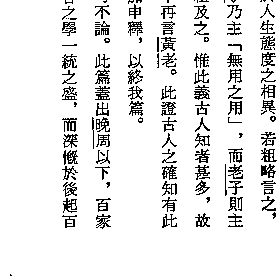 人生態度之相異。若粗略言之，
乃主「無用之用」，而老子則主
相及之。惟此義古人知者甚多，故
再言黃老。此證古人之確知有此
加申釋，以終我篇。
不論。此篇蓋出晚周以下，百家
者之學一統之盛，而深慨於後起百